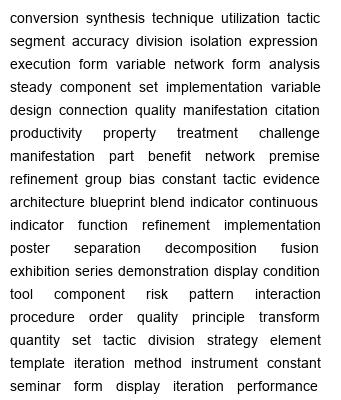 conversion synthesis technique utilization tactic
segment accuracy division isolation expression
execution form variable network form analysis
steady component set implementation variable
design connection quality manifestation citation
productivity property treatment challenge
manifestation part benefit network premise
refinement group bias constant tactic evidence
architecture blueprint blend indicator continuous
indicator function refinement implementation
poster separation decomposition fusion
exhibition series demonstration display condition
tool component risk pattern interaction
procedure order quality principle transform
quantity set tactic division strategy element
template iteration method instrument constant
seminar form display iteration performance